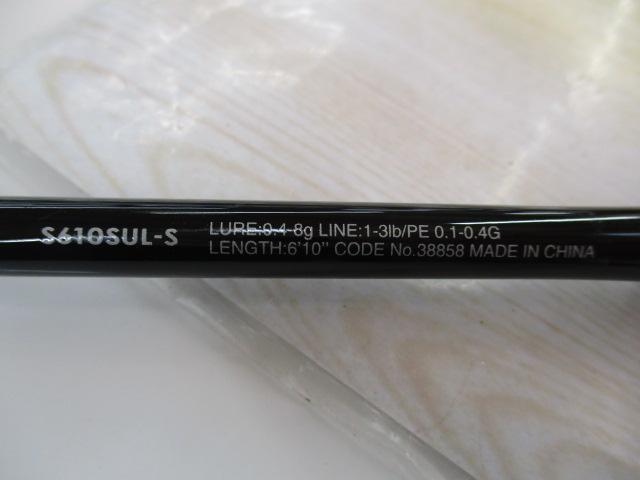 S610SUL-S
LURE:0.4-8g LINE:1-3lb/PE 0.1-0.4G
LENGTH:6'10" CODE No.38858 MADE IN CHINA